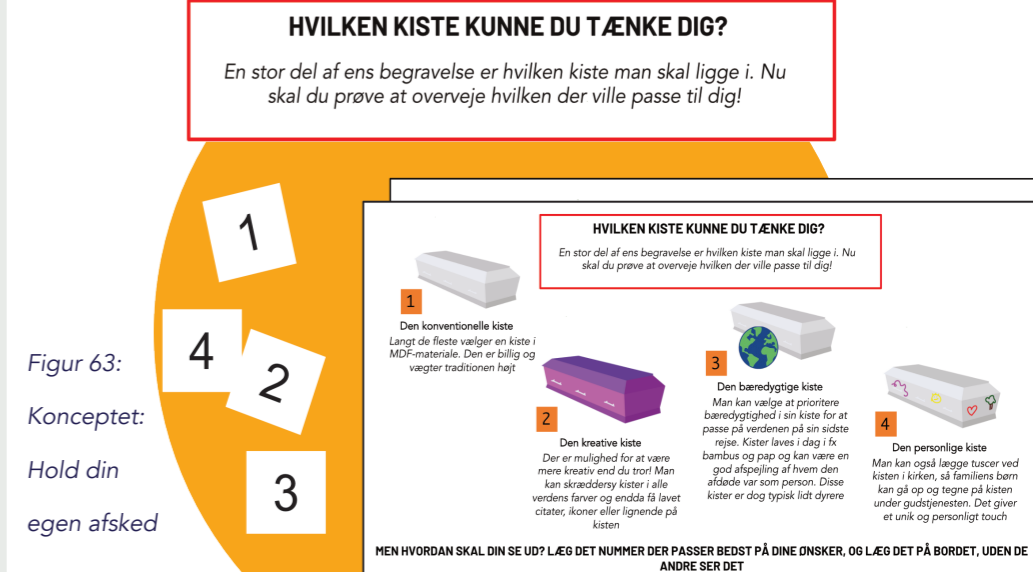 HVILKEN KISTE KUNNE DU TÆNKE DIG?
En stor del af ens begravelse er hvilken kiste man skal ligge i. Nu
skal du prøve at overveje hvilken der ville passe til dig!
1
4
2
3
Figur 63:
Konceptet:
Hold din
egen afsked
HVILKEN KISTE KUNNE DU TÆNKE DIG?
En stor del af ens begravelse er hvilken kiste man skal ligge i. Nu
skal du prøve at overveje hvilken der ville passe til dig!
1
Den konventionelle kiste
Langt de fleste vælger en kiste i
MDF-materiale. Den er billig og
vægter traditionen højt
2
Den kreative kiste
Der er mulighed for at være
mere kreativ end du tror! Man
kan skræddersy kister i alle
verdens farver og endda få lavet
citater, ikoner eller lignende på
kisten
3
Den bæredygtige kiste
Man kan vælge at prioritere
bæredygtighed i sin kiste for at
passe på verdenen på sin sidste
rejse. Kister laves i dag i fx
bambus og pap og kan være en
god afspejling af hvem den
afdøde var som person. Disse
kister er dog typisk lidt dyrere
4
Den personlige kiste
Man kan også lægge tuscer ved
kisten i kirken, så familiens børn
kan gå op og tegne på kisten
under gudstjenesten. Det giver
et unik og personligt touch
MEN HVORDAN SKAL DIN SE UD? LÆG DET NUMMER DER PASSER BEDST PÅ DINE ØNSKER, OG LÆG DET PÅ BORDET, UDEN DE
ANDRE SER DET